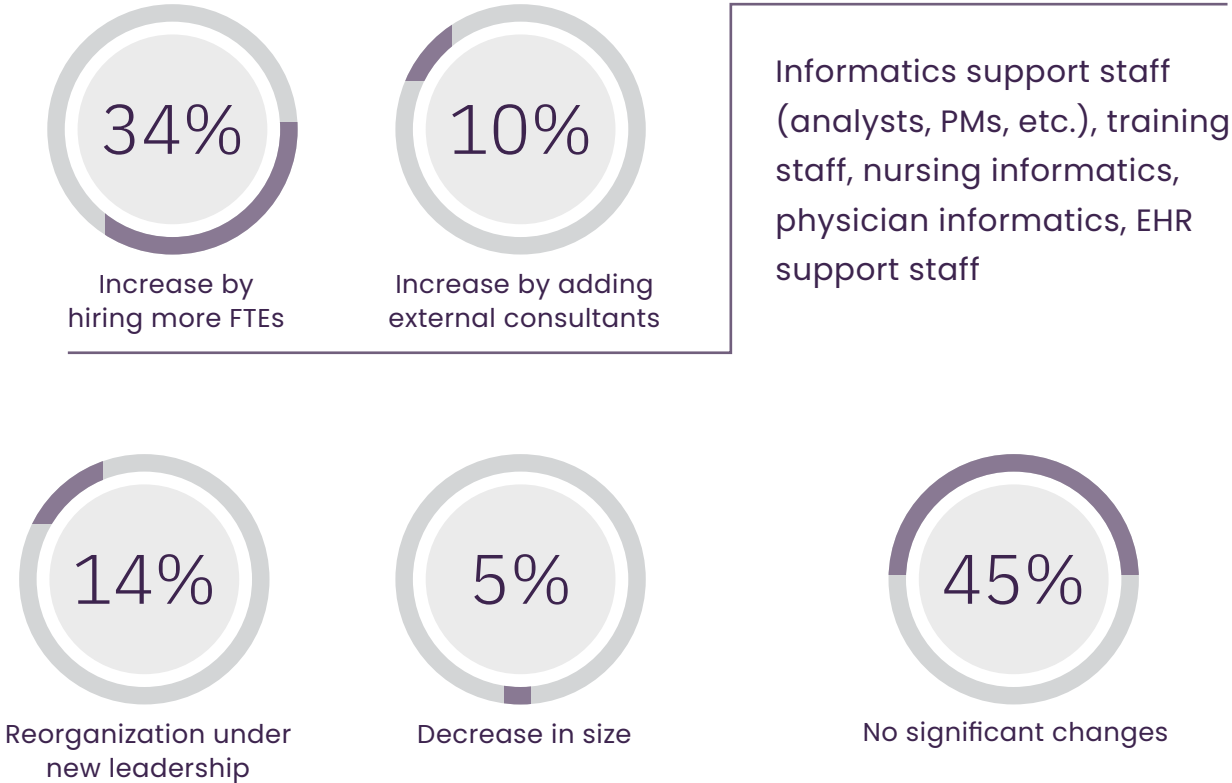 34%
Increase by
hiring more FTEs
10%
Increase by adding
external consultants
Informatics support staff
(analysts, PMs, etc.), training
staff, nursing informatics,
physician informatics, EHR
support staff
14%
Reorganization under
new leadership
5%
Decrease in size
45%
No significant changes